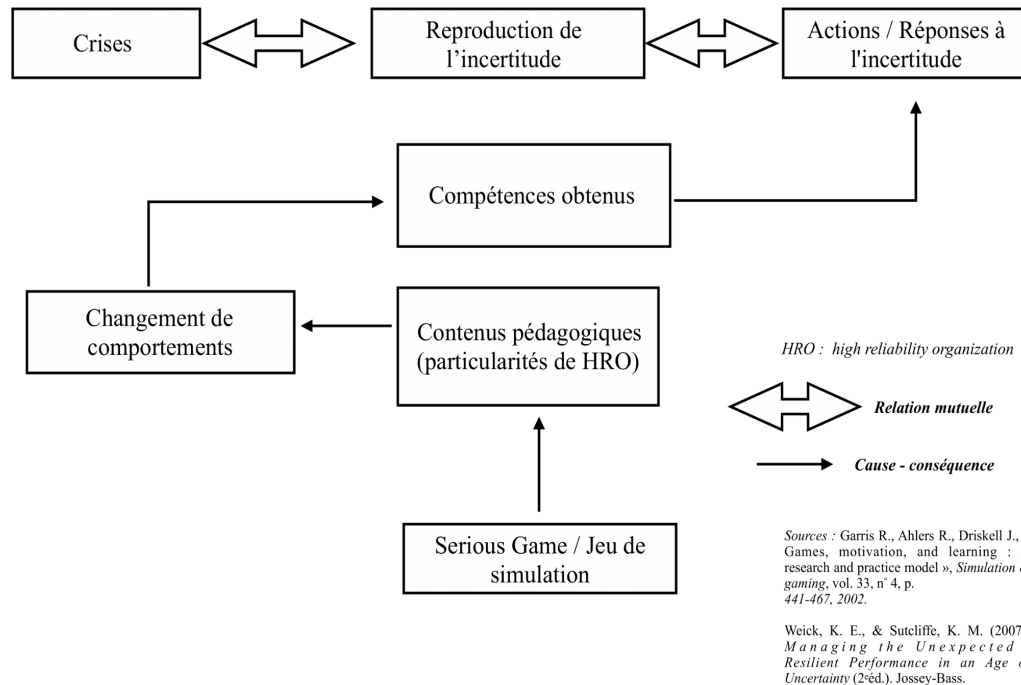 Crises
Reproduction de
l'incertitude
Actions / Réponses à
l'incertitude
Compétences obtenus
Changement de
comportements
Contenus pédagogiques
(particularités de HRO)
Serious Game / Jeu de
simulation
HRO : high reliability organization
Relation mutuelle
Cause - conséquence
Sources : Garris R., Ahlers R., Driskell J.,
Games, motivation, and learning :
research and practice model », Simulation
gaming, vol. 33, n° 4, p.
441-467, 2002.
Weick, K. E., & Sutcliffe, K. M. (2007
Managing the Unexpected
Resilient Performance in an Age
Uncertainty (2ᵉéd.). Jossey-Bass.